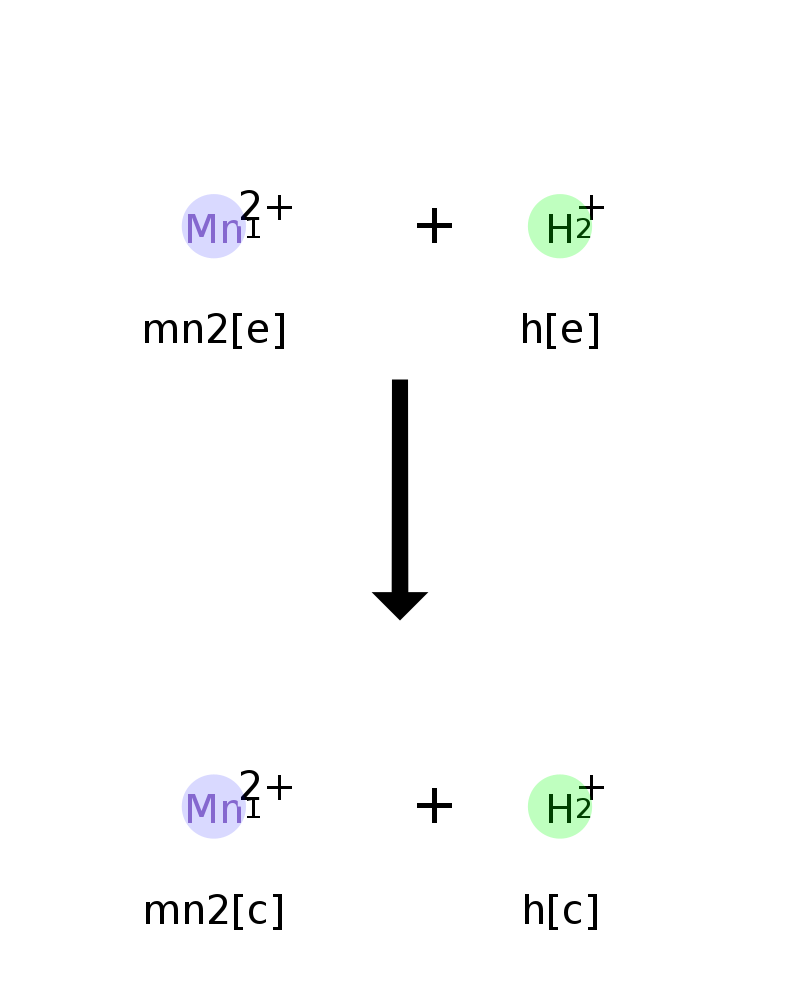 Mn1 2+ + H2 +
mn2[e] h[e]
Mn1 2+ + H2 +
mn2[c] h[c]